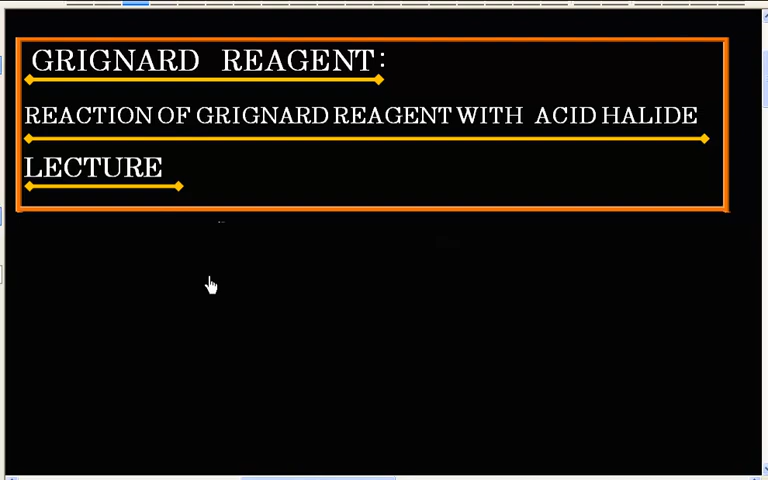 GRIGNARD REAGENT:
REACTION OF GRIGNARD REAGENT WITH ACID HALIDE
LECTURE